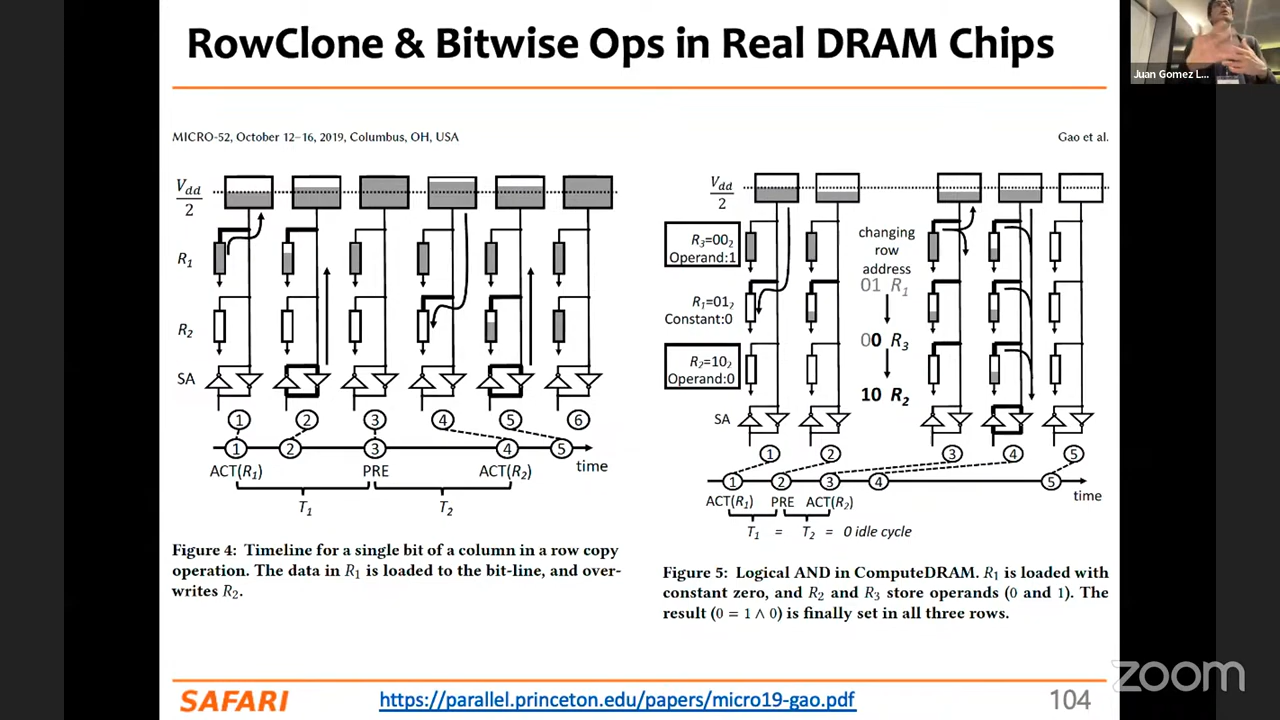 RowClone & Bitwise Ops in Real DRAM Chips
Juan Gomez L...
MICRO-52, October 12–16, 2019, Columbus, OH, USA
Gao et al.
Vdd
2
R1
R2
SA
1 2 3 4 5 6
1 2 3 4 5
time
ACT(R1) PRE ACT(R2)
T1 T2
Figure 4: Timeline for a single bit of a column in a row copy
operation. The data in R1 is loaded to the bit-line, and over-
writes R2.
Vdd
2
R3=002
Operand:1
R1=012
Constant:0
R2=102
Operand:0
SA
changing
row
address
01 R1
00 R3
10 R2
1 2 3 4 5
1 2 3 4 5
time
ACT(R1) PRE ACT(R2)
T1 = T2 = 0 idle cycle
Figure 5: Logical AND in ComputeDRAM. R1 is loaded with
constant zero, and R2 and R3 store operands (0 and 1). The
result (0 = 1 ∧ 0) is finally set in all three rows.
SAFARI
https://parallel.princeton.edu/papers/micro19-gao.pdf
104
zoom